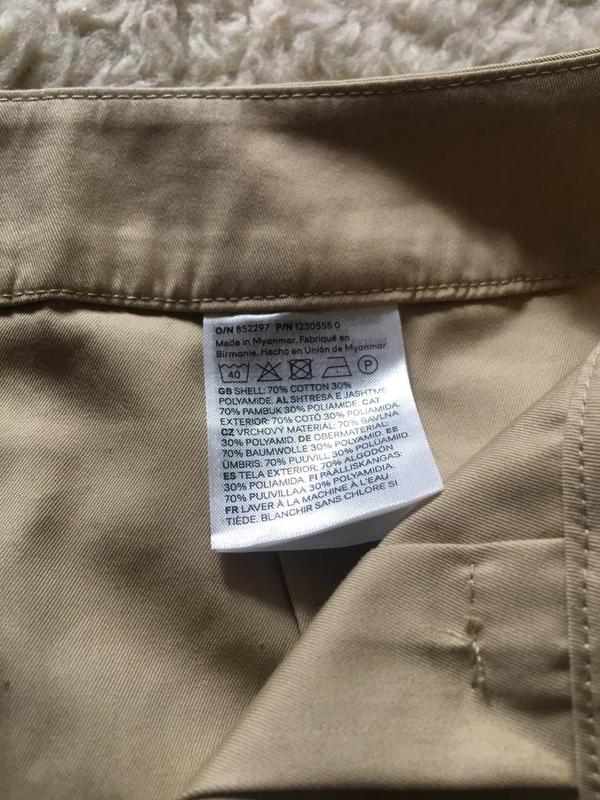 O/N 852297 P/N 1230555 0
Made in Myanmar. Fabriqué en
Birmanie. Hecho en Unión de Myanmar.
40 P
GB SHELL: 70% COTTON 30%
POLYAMIDE. AL SHTRESA E JASHTME
70% PAMBUK 30% POLIAMIDE. CAT
EXTERIOR: 70% COTÓ 30% POLIAMIDA.
CZ VRCHOVÝ MATERIÁL: 70% BAVLNA
30% POLYAMID. DE OBERMATERIAL:
70% BAUMWOLLE 30% POLYAMID. EE
ÜMBRIS: 70% PUUVILL 30% POLÜAMIID.
ES TELA EXTERIOR: 70% ALGODÓN
30% POLIAMIDA. FI PÄÄLLISKANGAS:
70% PUUVILLAA 30% POLYAMIDIA.
FR LAVER À LA MACHINE À L'EAU
TIÈDE. BLANCHIR SANS CHLORE SI